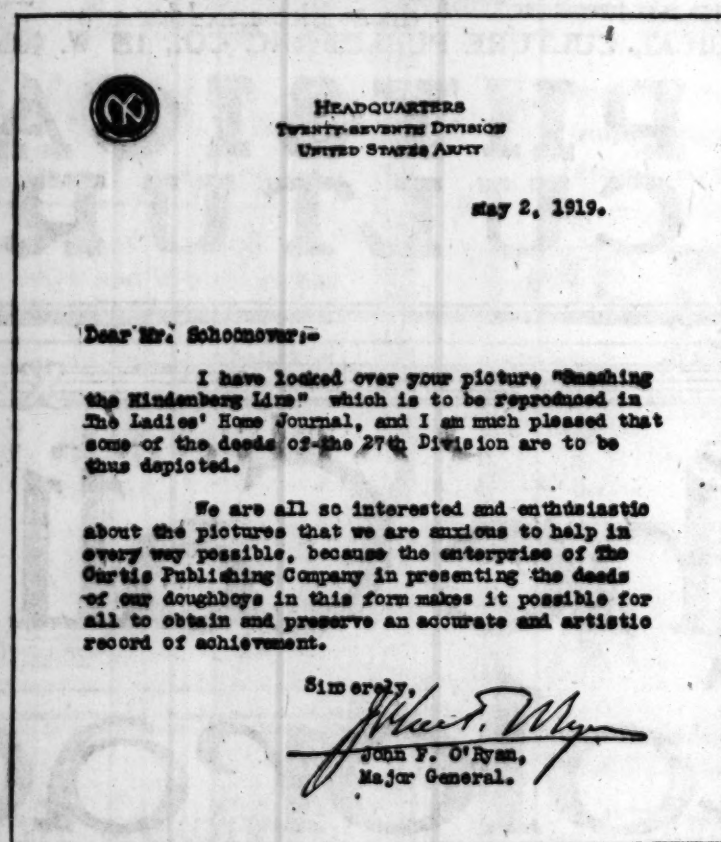 HEADQUARTERS
TWENTY-SEVENTH DIVISION
UNITED STATES ARMY
May 2, 1919.
Dear Mr. Schoonover:-
I have looked over your picture "Smashing
the Hindenberg Line" which is to be reproduced in
The Ladies' Home Journal, and I am much pleased that
some of the deeds of the 27th Division are to be
thus depicted.
We are all so interested and enthusiastic
about the pictures that we are anxious to help in
every way possible, because the enterprise of The
Curtis Publishing Company in presenting the deeds
of our doughboys in this form makes it possible for
all to obtain and preserve an accurate and artistic
record of achievement.
Sincerely,
John F. O'Ryan,
Major General.